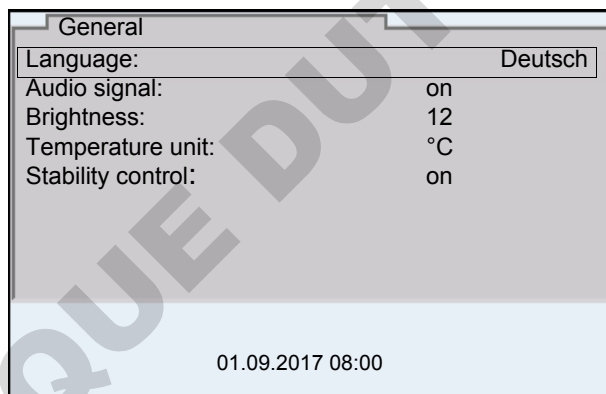 General
Language: Deutsch
Audio signal: on
Brightness: 12
Temperature unit: °C
Stability control: on
01.09.2017 08:00
QUE DUT